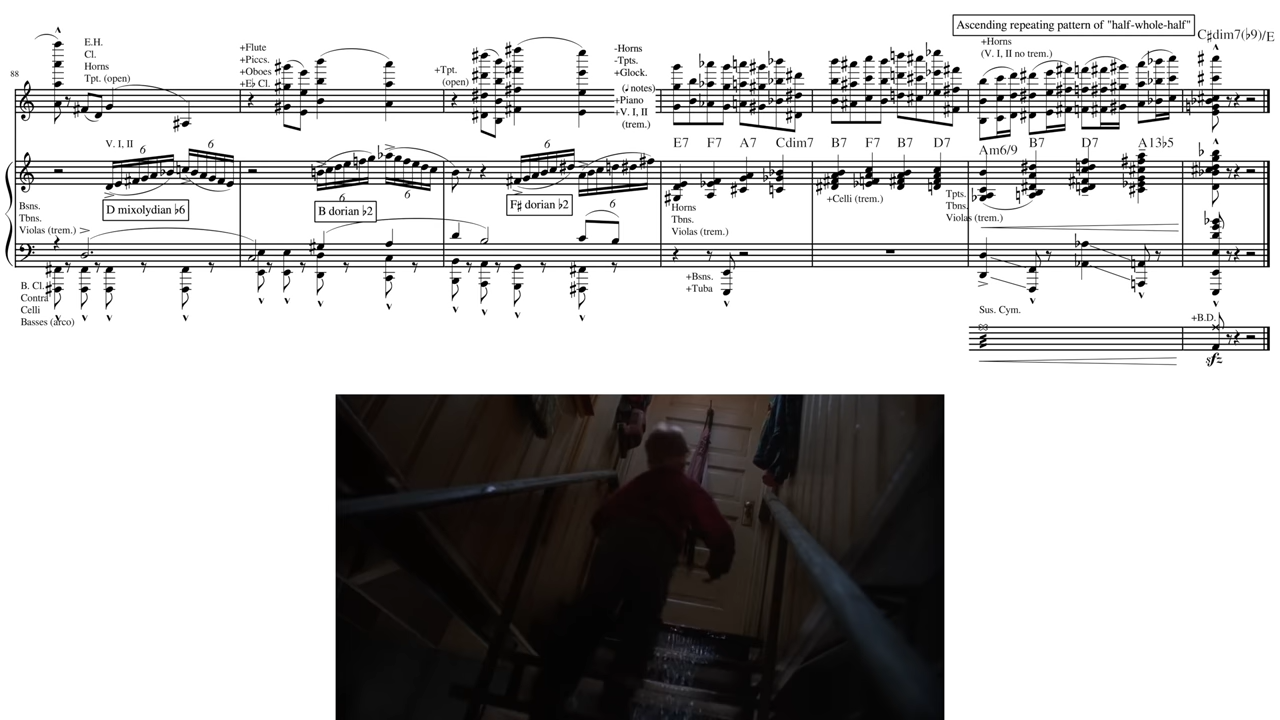 Ascending repeating pattern of "half-whole-half"
88
E.H.
Cl.
Horns
Tpt. (open)
+Flute
+Piccs.
+Oboes
+E♭ Cl.
+Tpt.
(open)
-Horns
-Tpts.
+Glock.
(♩ notes)
+Piano
+V. I, II
(trem.)
+Horns
(V. I, II no trem.)
C♯dim7(♭9)/E
V. I, II
6
6
6
6
6
6
E7 F7 A7 Cdim7 B7 F7 B7 D7 Am6/9 B7 D7 A13♭5
D mixolydian ♭6
B dorian ♭2
F♯ dorian ♭2
Bsns.
Tbns.
Violas (trem.)
Horns
Tbns.
Violas (trem.)
+Celli (trem.)
Tpts.
Tbns.
Violas (trem.)
6
B. Cl.
Contra
Celli
Basses (arco)
+Bsns.
+Tuba
Sus. Cym.
+B.D.
sfz